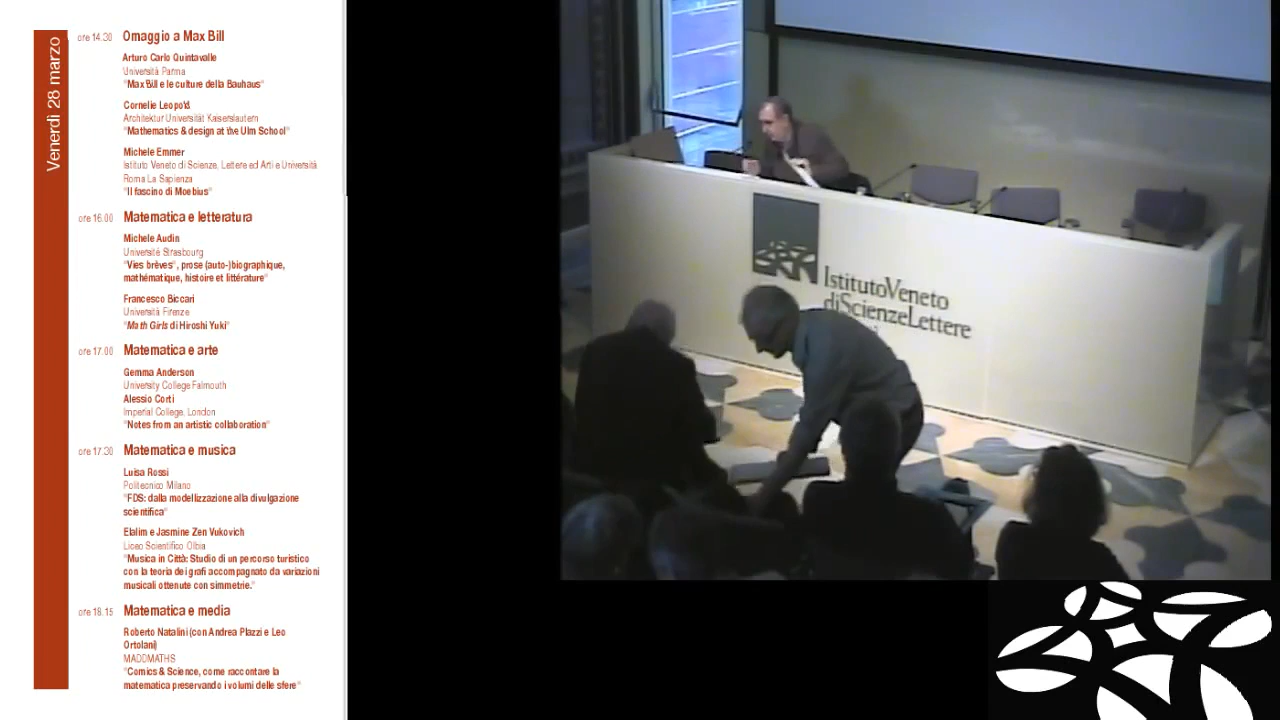 Venerdì 28 marzo
ore 14.30 Omaggio a Max Bill
Arturo Carlo Quintavalle
Università Parma
"Max Bill e le culture della Bauhaus"
Cornelie Leopold
Architektur Universität Kaiserslautern
"Mathematics & design at the Ulm School"
Michele Emmer
Istituto Veneto di Scienze, Lettere ed Arti e Università
Roma La Sapienza
"Il fascino di Moebius"
ore 16.00 Matematica e letteratura
Michele Audin
Université Strasbourg
"Vies brèves", prose (auto-)biographique,
mathématique, histoire et littérature"
Francesco Biccari
Università Firenze
"Math Girls di Hiroshi Yuki"
ore 17.00 Matematica e arte
Gemma Anderson
University College Falmouth
Alessio Corti
Imperial College, London
"Notes from an artistic collaboration"
ore 17.30 Matematica e musica
Luisa Rossi
Politecnico Milano
"FDS: dalla modellizzazione alla divulgazione
scientifica"
Elalim e Jasmine Zen Vukovich
Liceo Scientifico Olbia
"Musica in Città: Studio di un percorso turistico
con la teoria dei grafi accompagnato da variazioni
musicali ottenute con simmetrie."
ore 18.15 Matematica e media
Roberto Natalini (con Andrea Plazzi e Leo
Ortolani)
MADDMATHS
"Comics & Science, come raccontare la
matematica preservando i volumi delle sfere"
IstitutoVeneto
diScienzeLettere